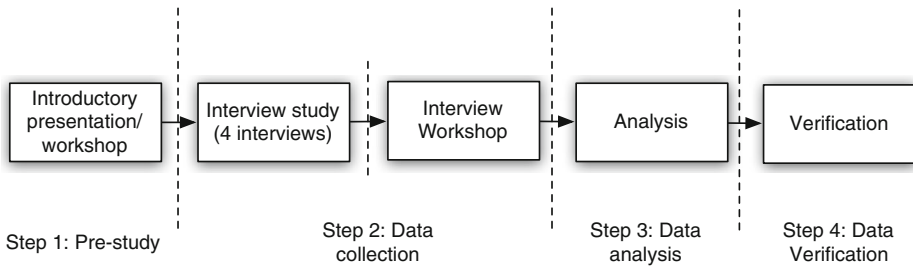 Introductory
presentation/
workshop
Interview study
(4 interviews)
Interview
Workshop
Analysis
Verification
Step 1: Pre-study
Step 2: Data
collection
Step 3: Data
analysis
Step 4: Data
Verification